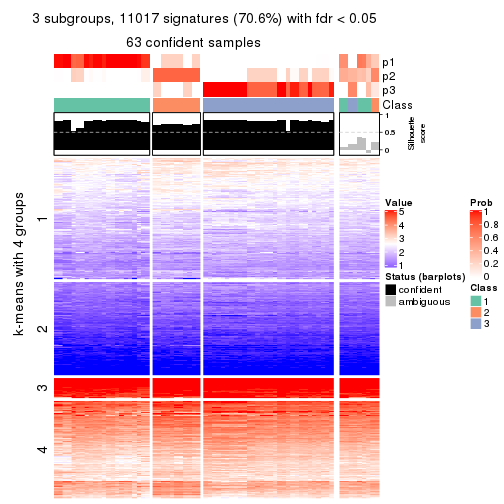 3 subgroups, 11017 signatures (70.6%) with fdr < 0.05
63 confident samples
p1
p2
p3
Class
1
0.5
0
Silhouette
score
k-means with 4 groups
1
2
3
4
Value
5
4
3
2
1
Status (barplots)
confident
ambiguous
Prob
1
0.8
0.6
0.4
0.2
0
Class
1
2
3